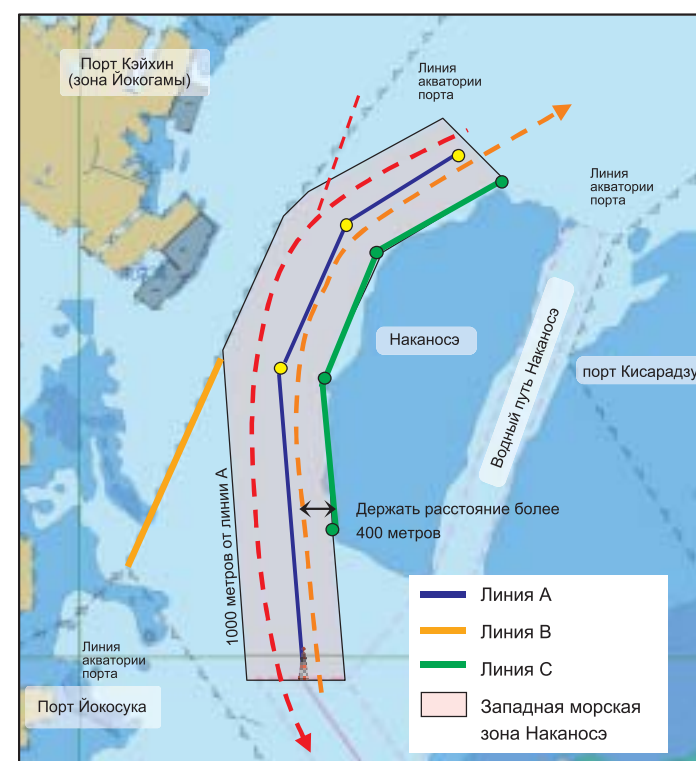 Порт Кэйхин
(зона Йокогамы)
Линия
акватории
порта
Линия
акватории
порта
Наканосэ
порт Кисарадзу
Водный путь Наканосэ
1000 метров от линии А
Держать расстояние более
400 метров
Линия
акватории
порта
Порт Йокосука
Линия А
Линия В
Линия С
Западная морская
зона Наканосэ